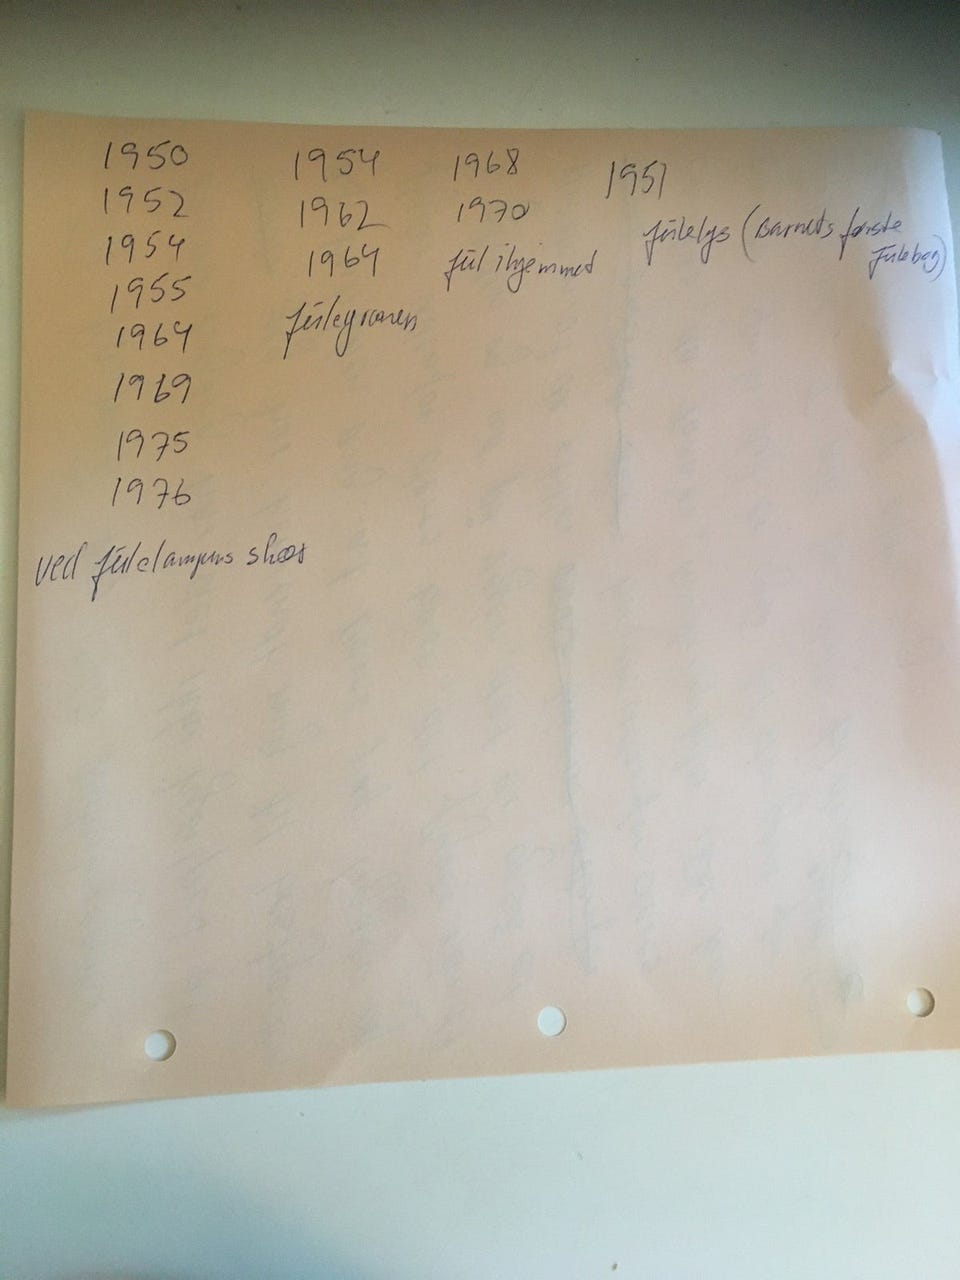 1950
1952
1954
1955
1964
1969
1975
1976
ved julelampens skær
1954
1962
1964
julegranen
1968
1970
jul i hjemmet
1951
julelys (Barnets første
julebog)